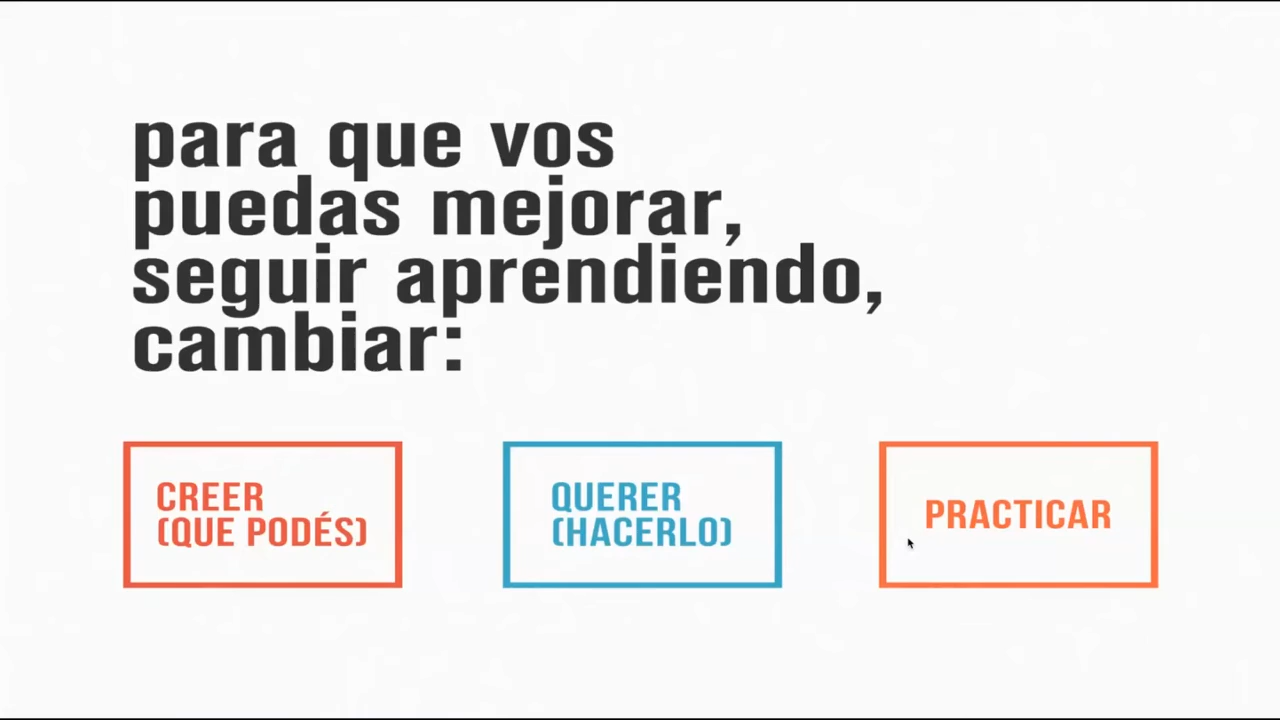 para que vos
puedas mejorar,
seguir aprendiendo,
cambiar:
CREER
(QUE PODÉS)
QUERER
(HACERLO)
PRACTICAR